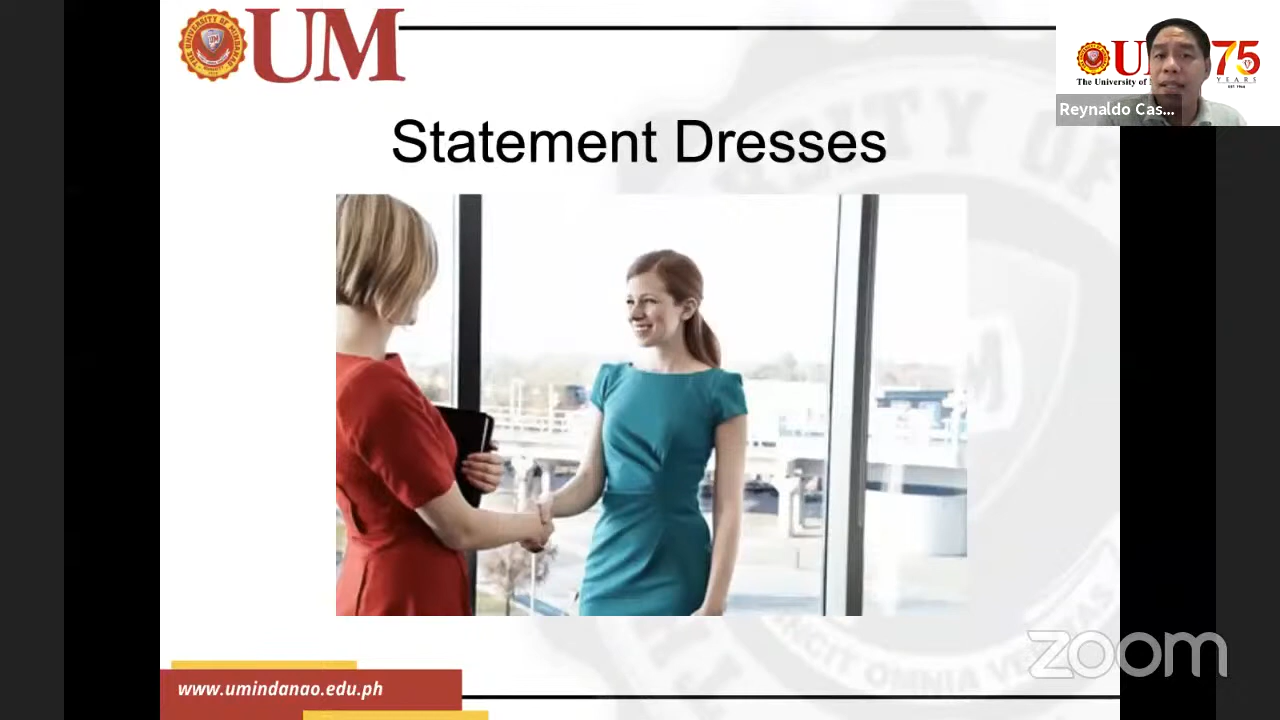 UM
Statement Dresses
www.umindanao.edu.ph
75
YEARS
The University of
Reynaldo Cas...
zoom